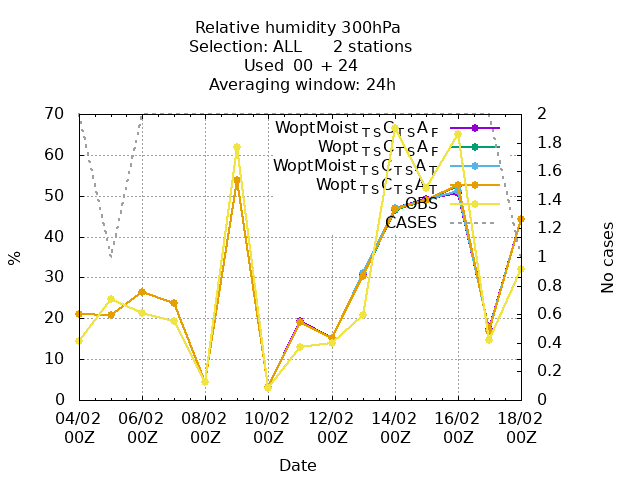 Relative humidity 300hPa
Selection: ALL      2 stations
Used  00 + 24
Averaging window: 24h
70
60
50
40
30
20
10
0
%
2
1.8
1.6
1.4
1.2
1
0.8
0.6
0.4
0.2
0
No cases
WoptMoist TS C TS A F
Wopt TS C TS A F
WoptMoist TS C TS A T
Wopt TS C TS A T
OBS
CASES
04/02 06/02 08/02 10/02 12/02 14/02 16/02 18/02
00Z 00Z 00Z 00Z 00Z 00Z 00Z 00Z
Date